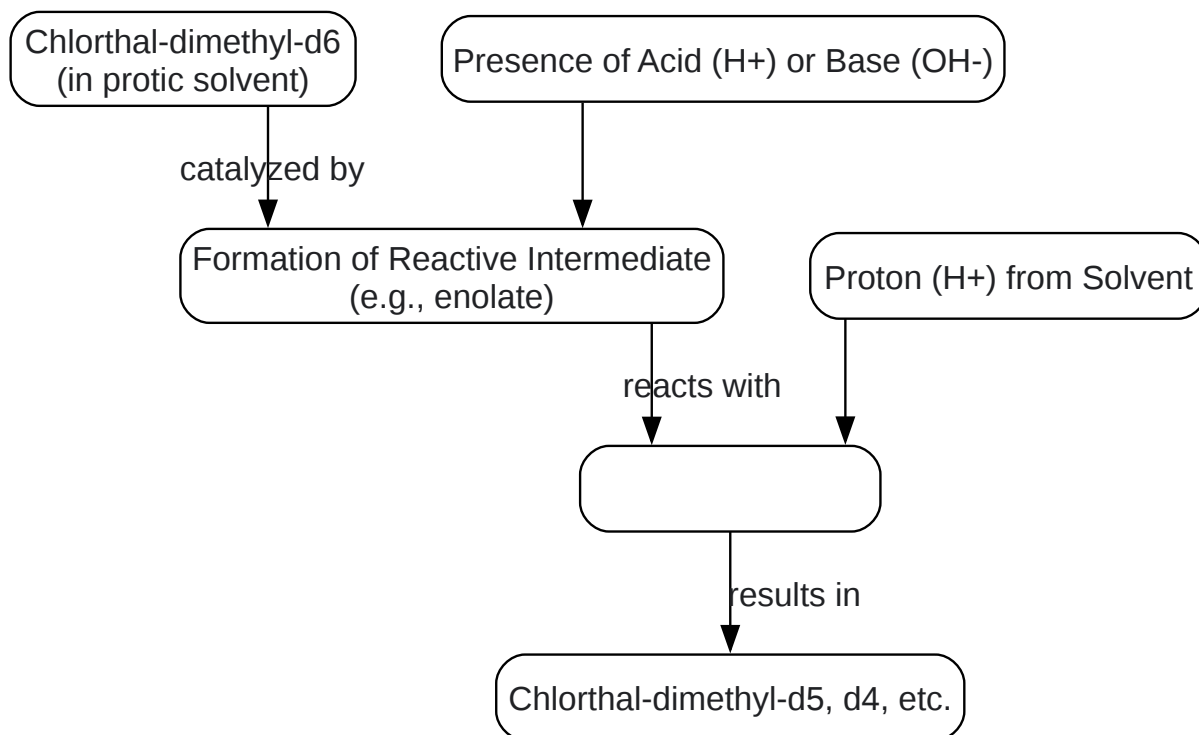 Chlorthal-dimethyl-d6
(in protic solvent)
Presence of Acid (H+) or Base (OH-)
catalyzed by
Formation of Reactive Intermediate
(e.g., enolate)
Proton (H+) from Solvent
reacts with
results in
Chlorthal-dimethyl-d5, d4, etc.